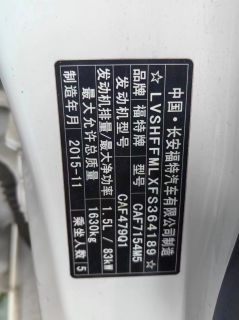 中国·长安福特汽车有限公司制造
☆LVSHFFMLXFS364189☆
品牌 福特牌 型号 CAF7154M5
发动机型号 CAF479Q1
发动机排量/最大净功率 1.5L / 83kW
最大允许总质量 1630kg
制造年月 2015-11 乘坐人数 5